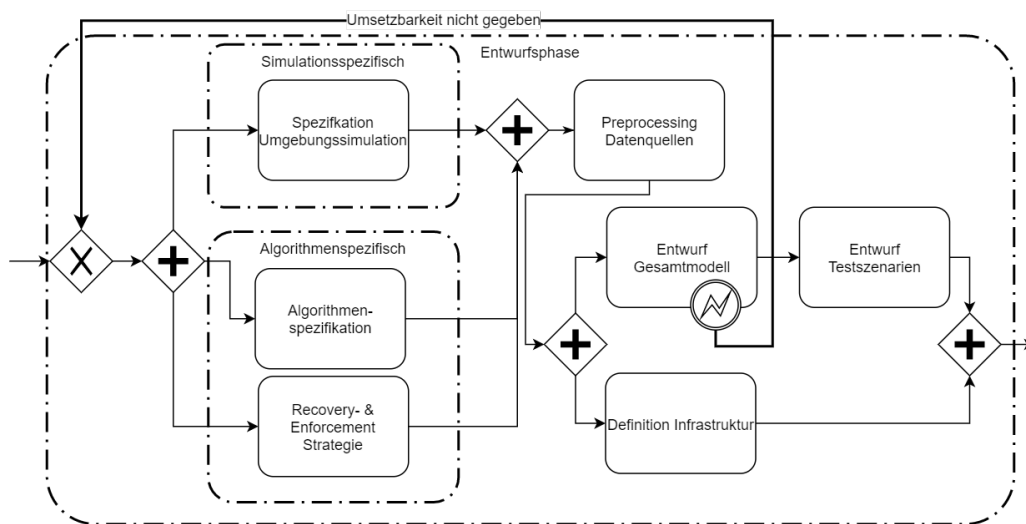 Umsetzbarkeit nicht gegeben
Entwurfsphase
Simulationsspezifisch
Spezifkation
Umgebungssimulation
Preprocessing
Datenquellen
Algorithmenspezifisch
Algorithmen-
spezifikation
Recovery- &
Enforcement
Strategie
Entwurf
Gesamtmodell
Entwurf
Testszenarien
Definition Infrastruktur